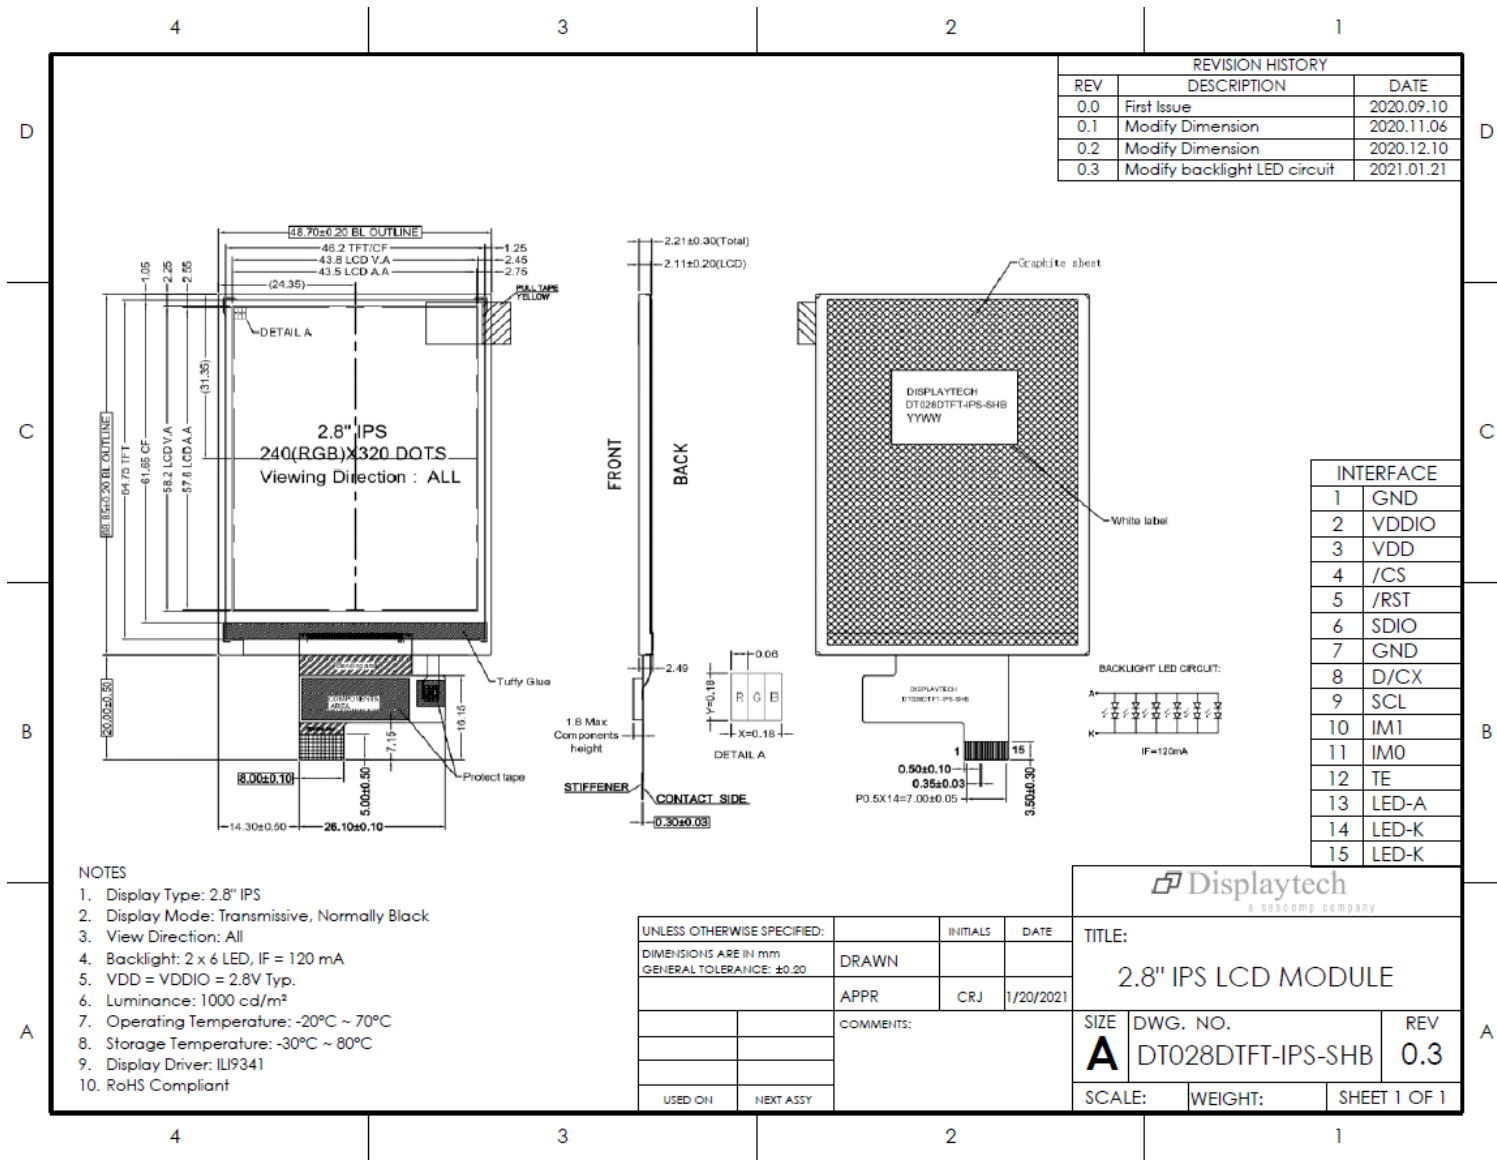 4 3 2 1
REVISION HISTORY
REV DESCRIPTION DATE
0.0 First Issue 2020.09.10
0.1 Modify Dimension 2020.11.06
0.2 Modify Dimension 2020.12.10
0.3 Modify backlight LED circuit 2021.01.21
D D
48.70±0.20 BL OUTLINE
46.2 TFT/CF 1.25
43.8 LCD V.A 2.45
43.5 LCD A.A 2.75
(24.35)
1.05
2.25
2.55
PULL TAPE
YELLOW
DETAIL A
(31.35)
2.8" IPS
240(RGB)X320 DOTS
Viewing Direction : ALL
68.85±0.20 BL OUTLINE
64.75 TFT
61.65 CF
58.2 LCD V.A
57.6 LCD A.A
C C
2.21±0.30(Total)
2.11±0.20(LCD)
FRONT
BACK
Graphite sheet
DISPLAYTECH
DT028DTFT-IPS-SHB
YYWW
White label
INTERFACE
1 GND
2 VDDIO
3 VDD
4 /CS
5 /RST
6 SDIO
7 GND
8 D/CX
9 SCL
10 IM1
11 IM0
12 TE
13 LED-A
14 LED-K
15 LED-K
B B
20.00±0.50
Tuffy Glue
COMPONENTS
AREA
16.15
7.15
Protect tape
8.00±0.10
5.00±0.50
14.30±0.50
26.10±0.10
2.49
1.8 Max
Components
height
STIFFENER
CONTACT SIDE
0.30±0.03
0.06
Y=0.18
R G B
X=0.18
DETAIL A
DISPLAYTECH
DT028DTFT-IPS-SHB
1 15
0.50±0.10
0.35±0.03
P0.5X14=7.00±0.05
3.50±0.30
BACKLIGHT LED CIRCUIT:
A
K
IF=120mA
NOTES
1. Display Type: 2.8" IPS
2. Display Mode: Transmissive, Normally Black
3. View Direction: All
4. Backlight: 2 x 6 LED, IF = 120 mA
5. VDD = VDDIO = 2.8V Typ.
6. Luminance: 1000 cd/m²
7. Operating Temperature: -20°C ~ 70°C
8. Storage Temperature: -30°C ~ 80°C
9. Display Driver: ILI9341
10. RoHS Compliant
A A
UNLESS OTHERWISE SPECIFIED:
DIMENSIONS ARE IN mm
GENERAL TOLERANCE: ±0.20
INITIALS DATE
DRAWN
APPR CRJ 1/20/2021
COMMENTS:
USED ON NEXT ASSY
Displaytech
a seacomp company
TITLE:
2.8" IPS LCD MODULE
SIZE DWG. NO. REV
A DT028DTFT-IPS-SHB 0.3
SCALE: WEIGHT: SHEET 1 OF 1
4 3 2 1